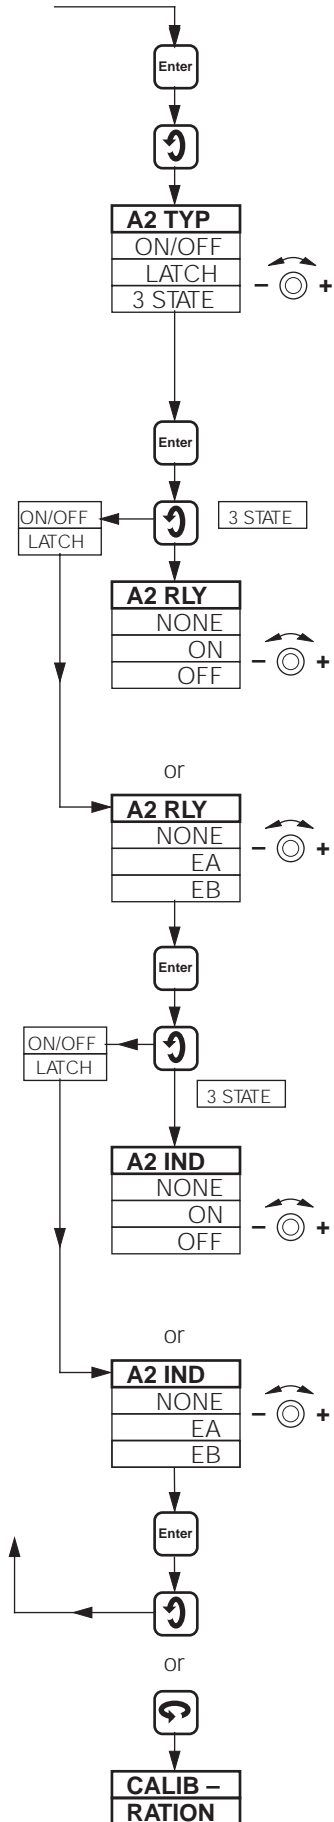 Enter
A2 TYP
ON/OFF
LATCH
3 STATE
– +
Enter
ON/OFF
LATCH
3 STATE
A2 RLY
NONE
ON
OFF
– +
or
A2 RLY
NONE
EA
EB
– +
Enter
ON/OFF
LATCH
3 STATE
A2 IND
NONE
ON
OFF
– +
or
A2 IND
NONE
EA
EB
– +
Enter
or
CALIB –
RATION